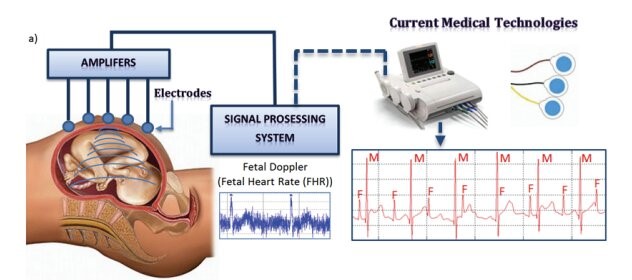 Current Medical Technologies
a)
AMPLIFERS
Electrodes
SIGNAL PROSESSING
SYSTEM
Fetal Doppler
(Fetal Heart Rate (FHR))
M M M M M M
F F F F F F F